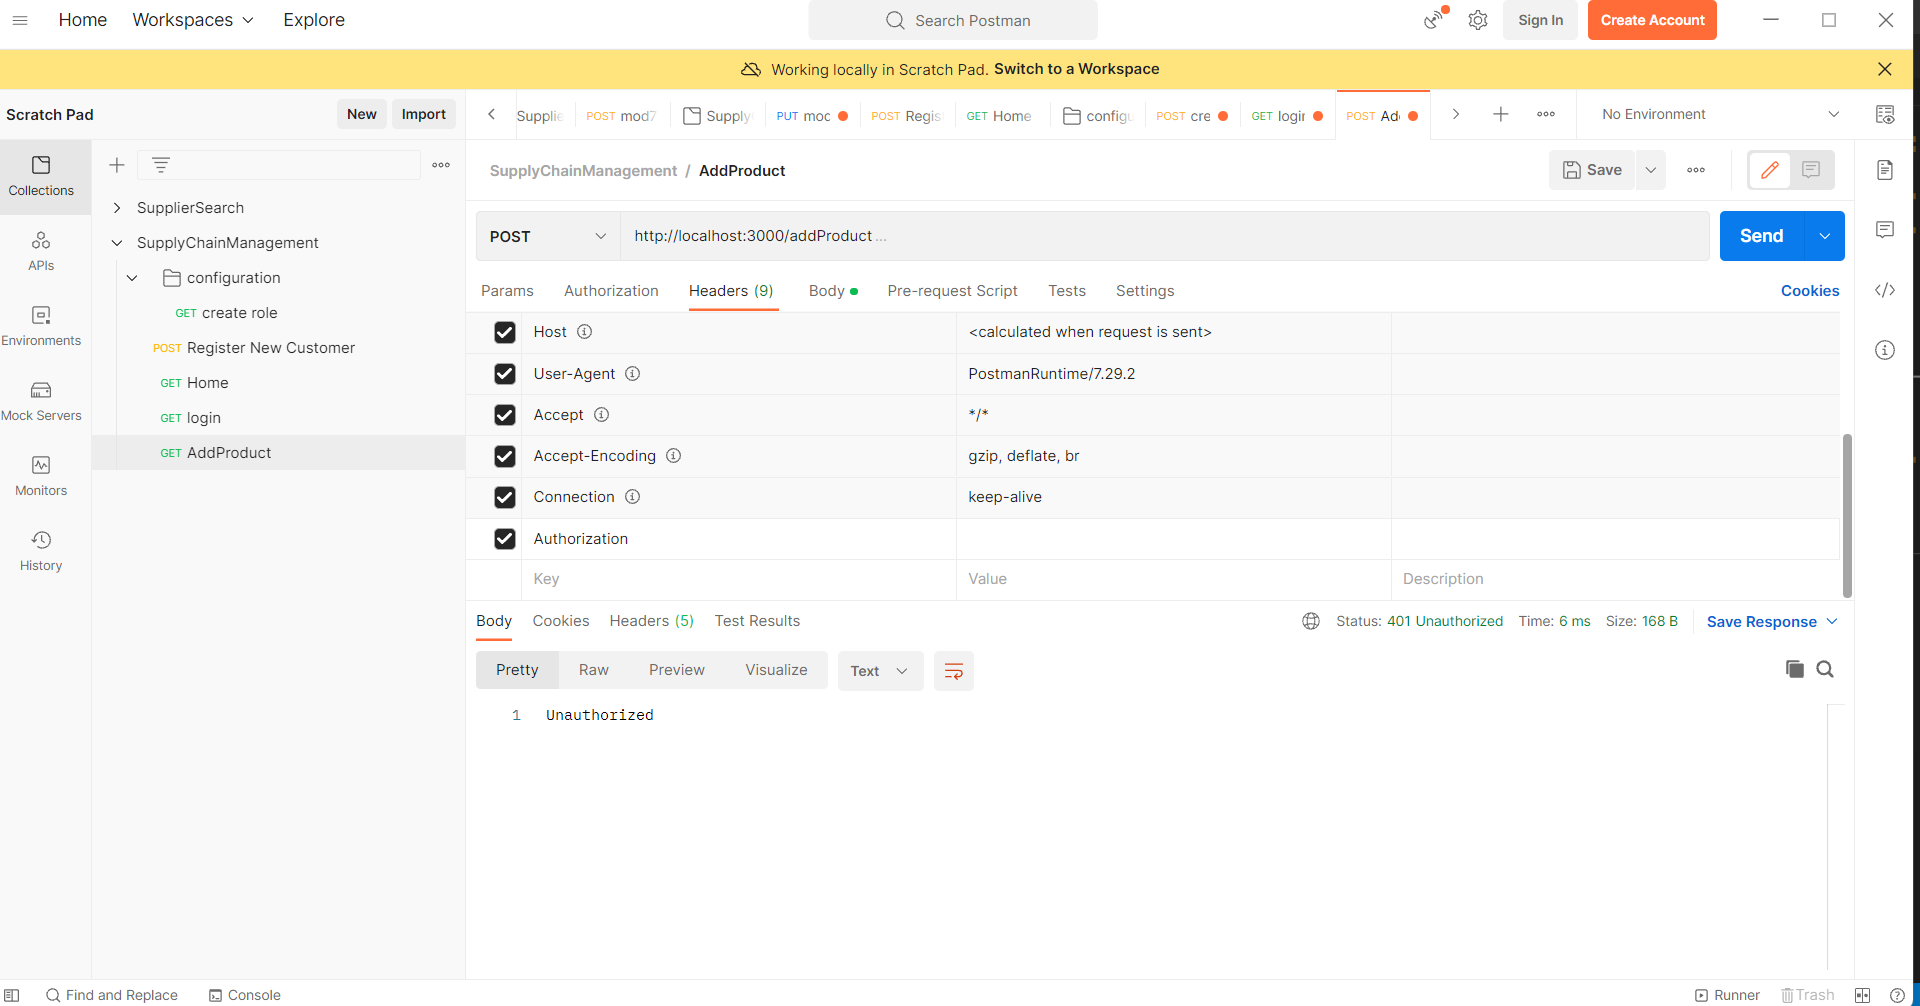 Home Workspaces Explore Search Postman Sign In Create Account
Working locally in Scratch Pad. Switch to a Workspace
Scratch Pad New Import
Supplie POST mod7 Supply PUT moc POST Regis GET Home configu POST cre GET logir POST Ad No Environment
Collections
APIs
Environments
Mock Servers
Monitors
History
SupplierSearch
SupplyChainManagement
configuration
GET create role
POST Register New Customer
GET Home
GET login
GET AddProduct
SupplyChainManagement / AddProduct Save
POST http://localhost:3000/addProduct... Send
Params Authorization Headers (9) Body Pre-request Script Tests Settings Cookies
Host <calculated when request is sent>
User-Agent PostmanRuntime/7.29.2
Accept */*
Accept-Encoding gzip, deflate, br
Connection keep-alive
Authorization
Key Value Description
Body Cookies Headers (5) Test Results Status: 401 Unauthorized Time: 6 ms Size: 168 B Save Response
Pretty Raw Preview Visualize Text
1 Unauthorized
Find and Replace Console Runner Trash